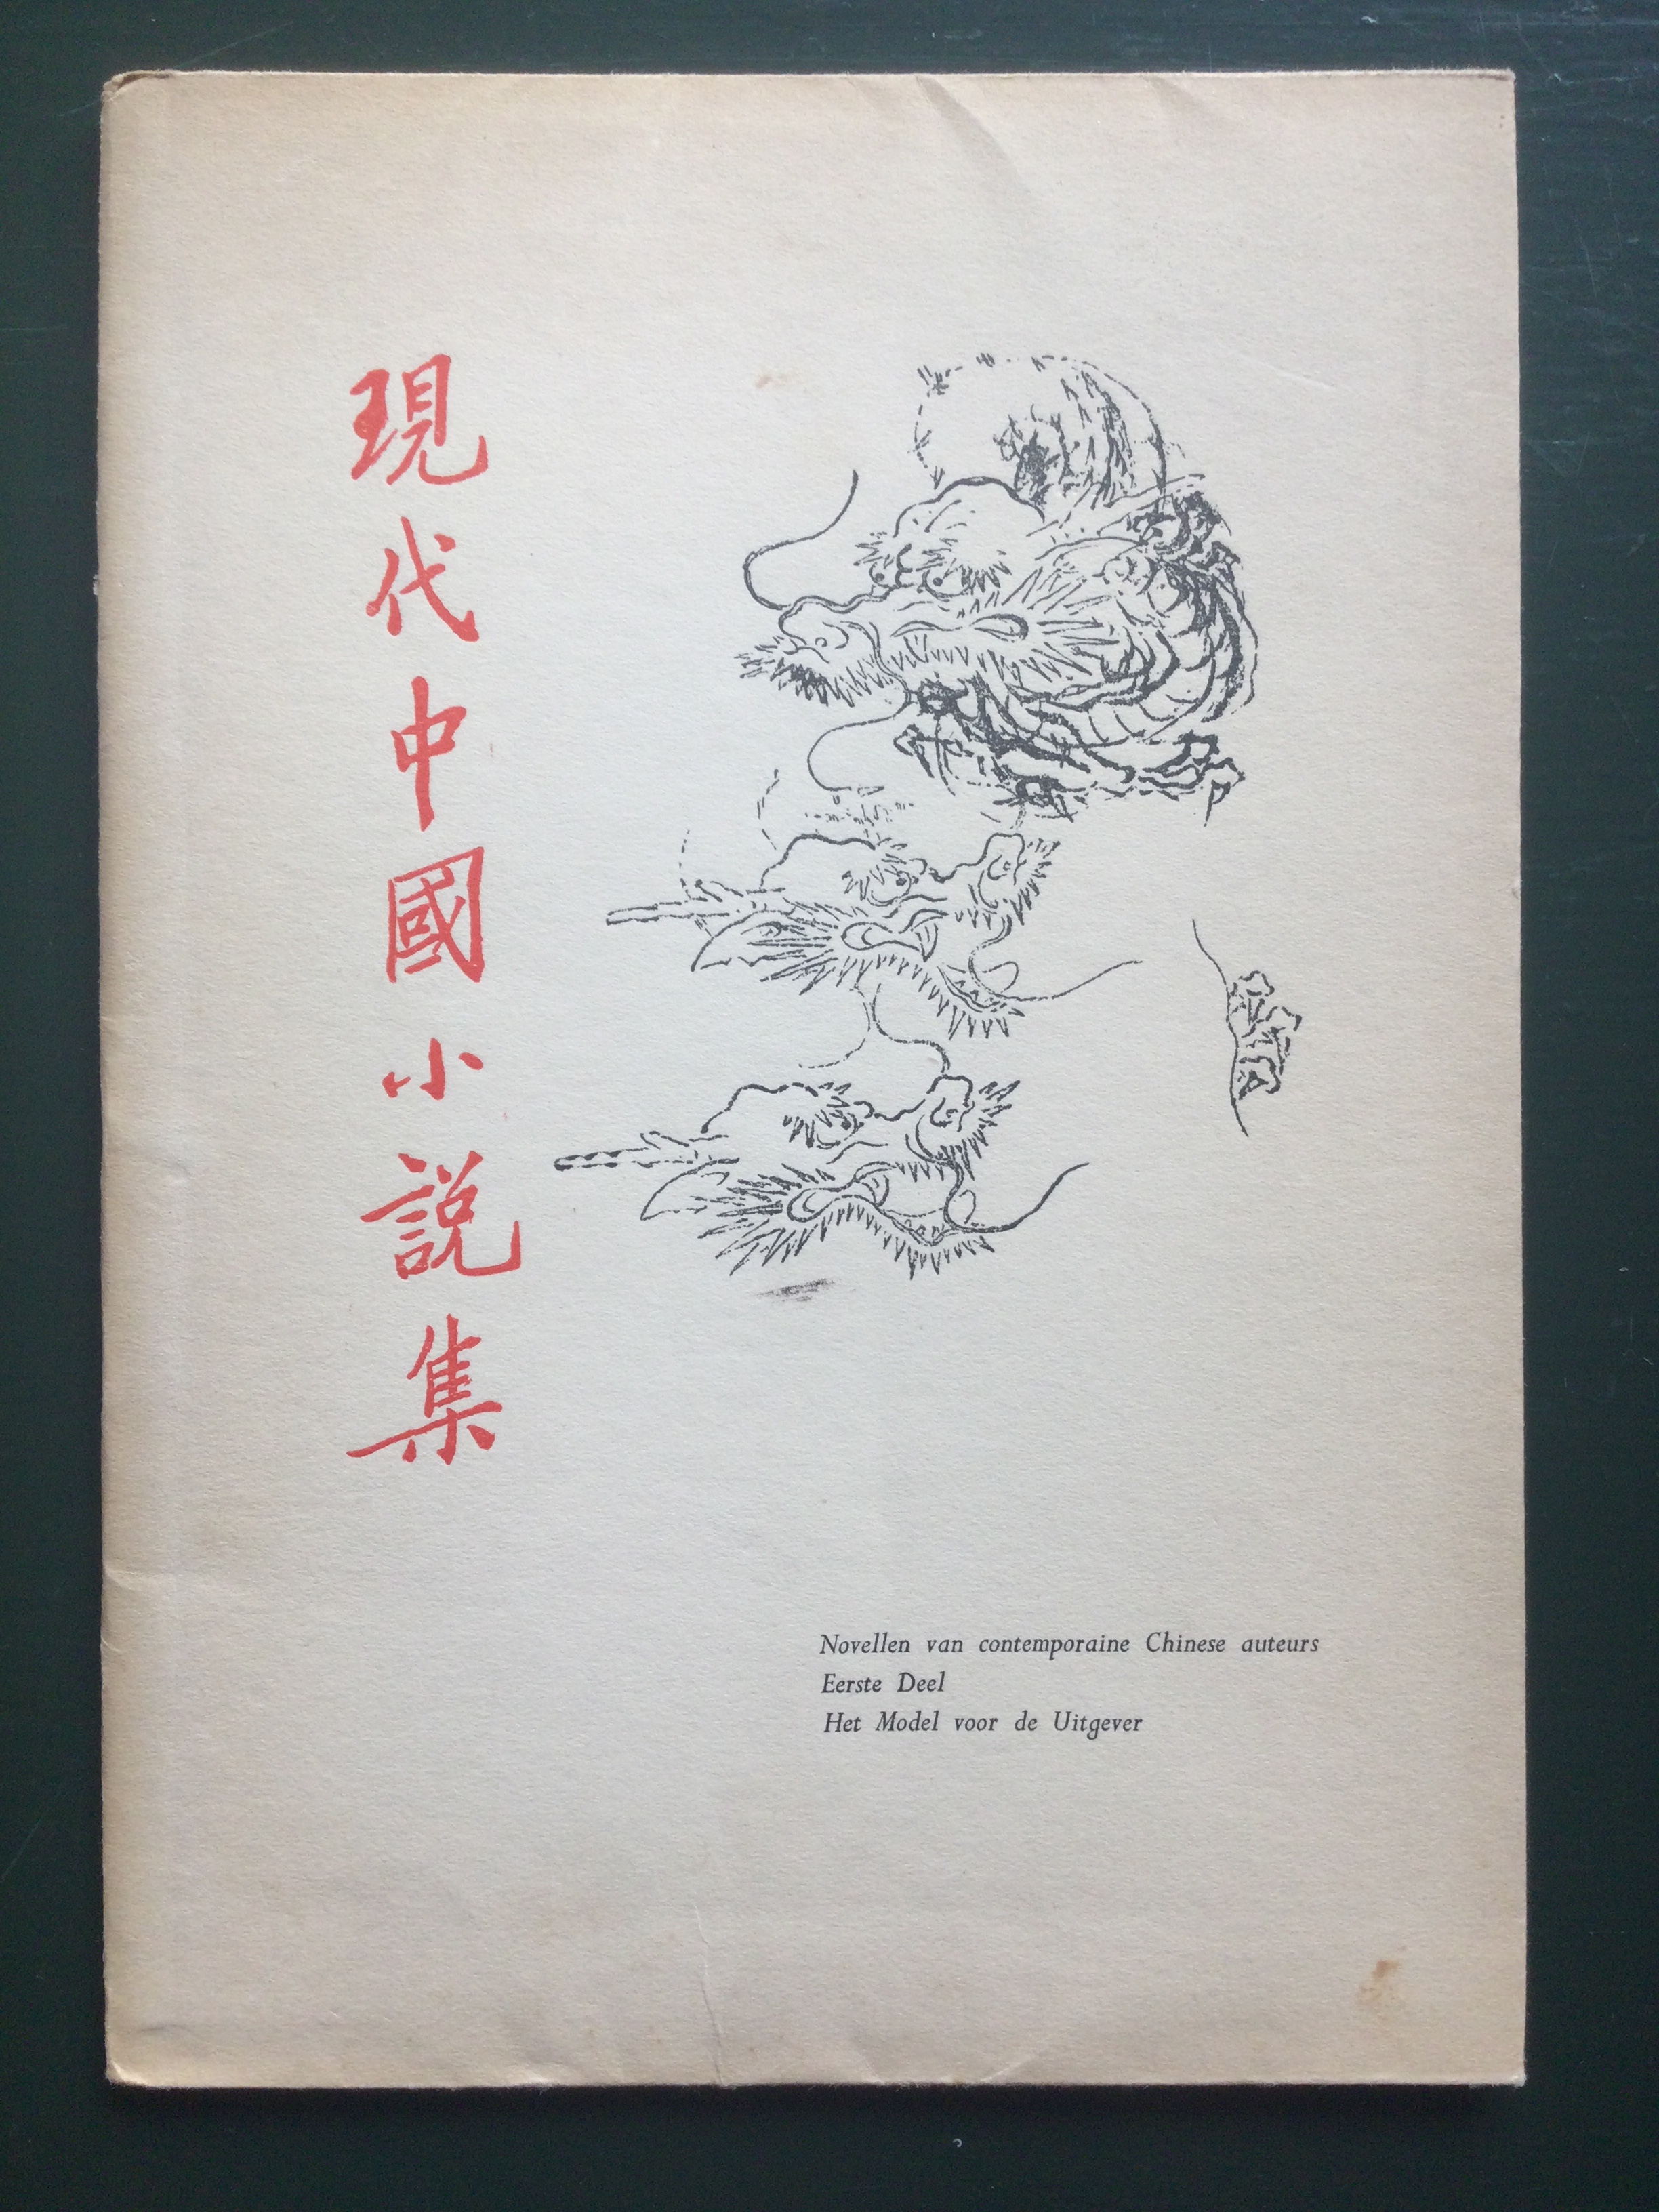 現代中國小説集
Novellen van contemporaine Chinese auteurs
Eerste Deel
Het Model voor de Uitgever